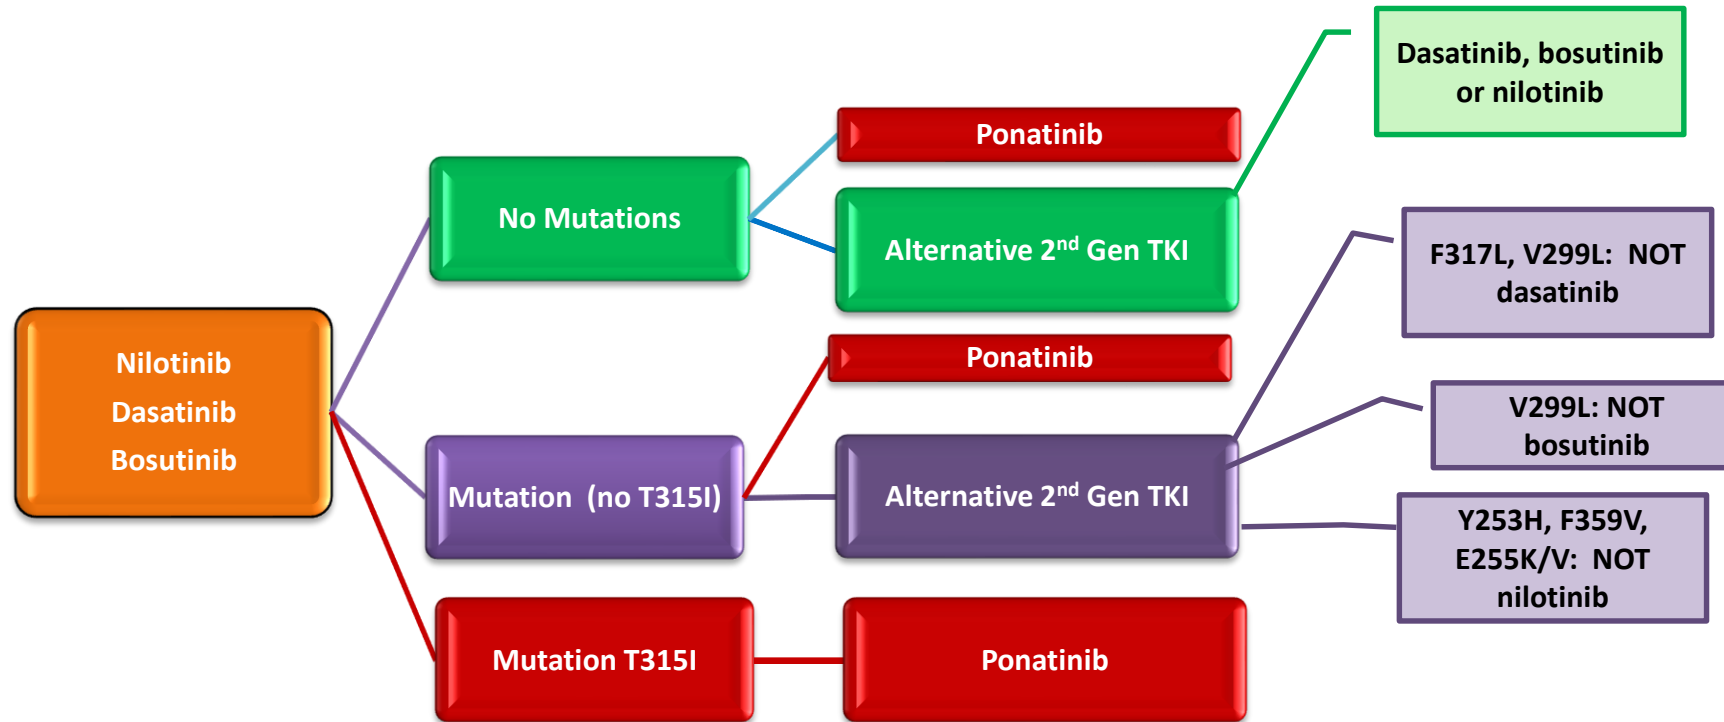 Nilotinib
Dasatinib
Bosutinib
No Mutations
Ponatinib
Alternative 2nd Gen TKI
Dasatinib, bosutinib
or nilotinib
Mutation (no T315I)
Ponatinib
Alternative 2nd Gen TKI
F317L, V299L: NOT
dasatinib
V299L: NOT
bosutinib
Y253H, F359V,
E255K/V: NOT
nilotinib
Mutation T315I
Ponatinib